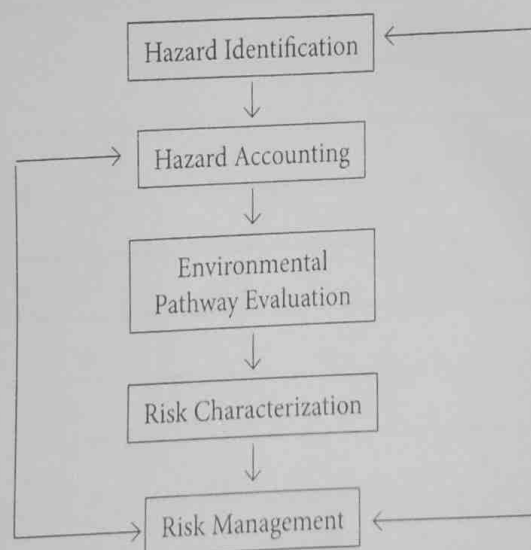 Hazard Identification
Hazard Accounting
Environmental
Pathway Evaluation
Risk Characterization
Risk Management